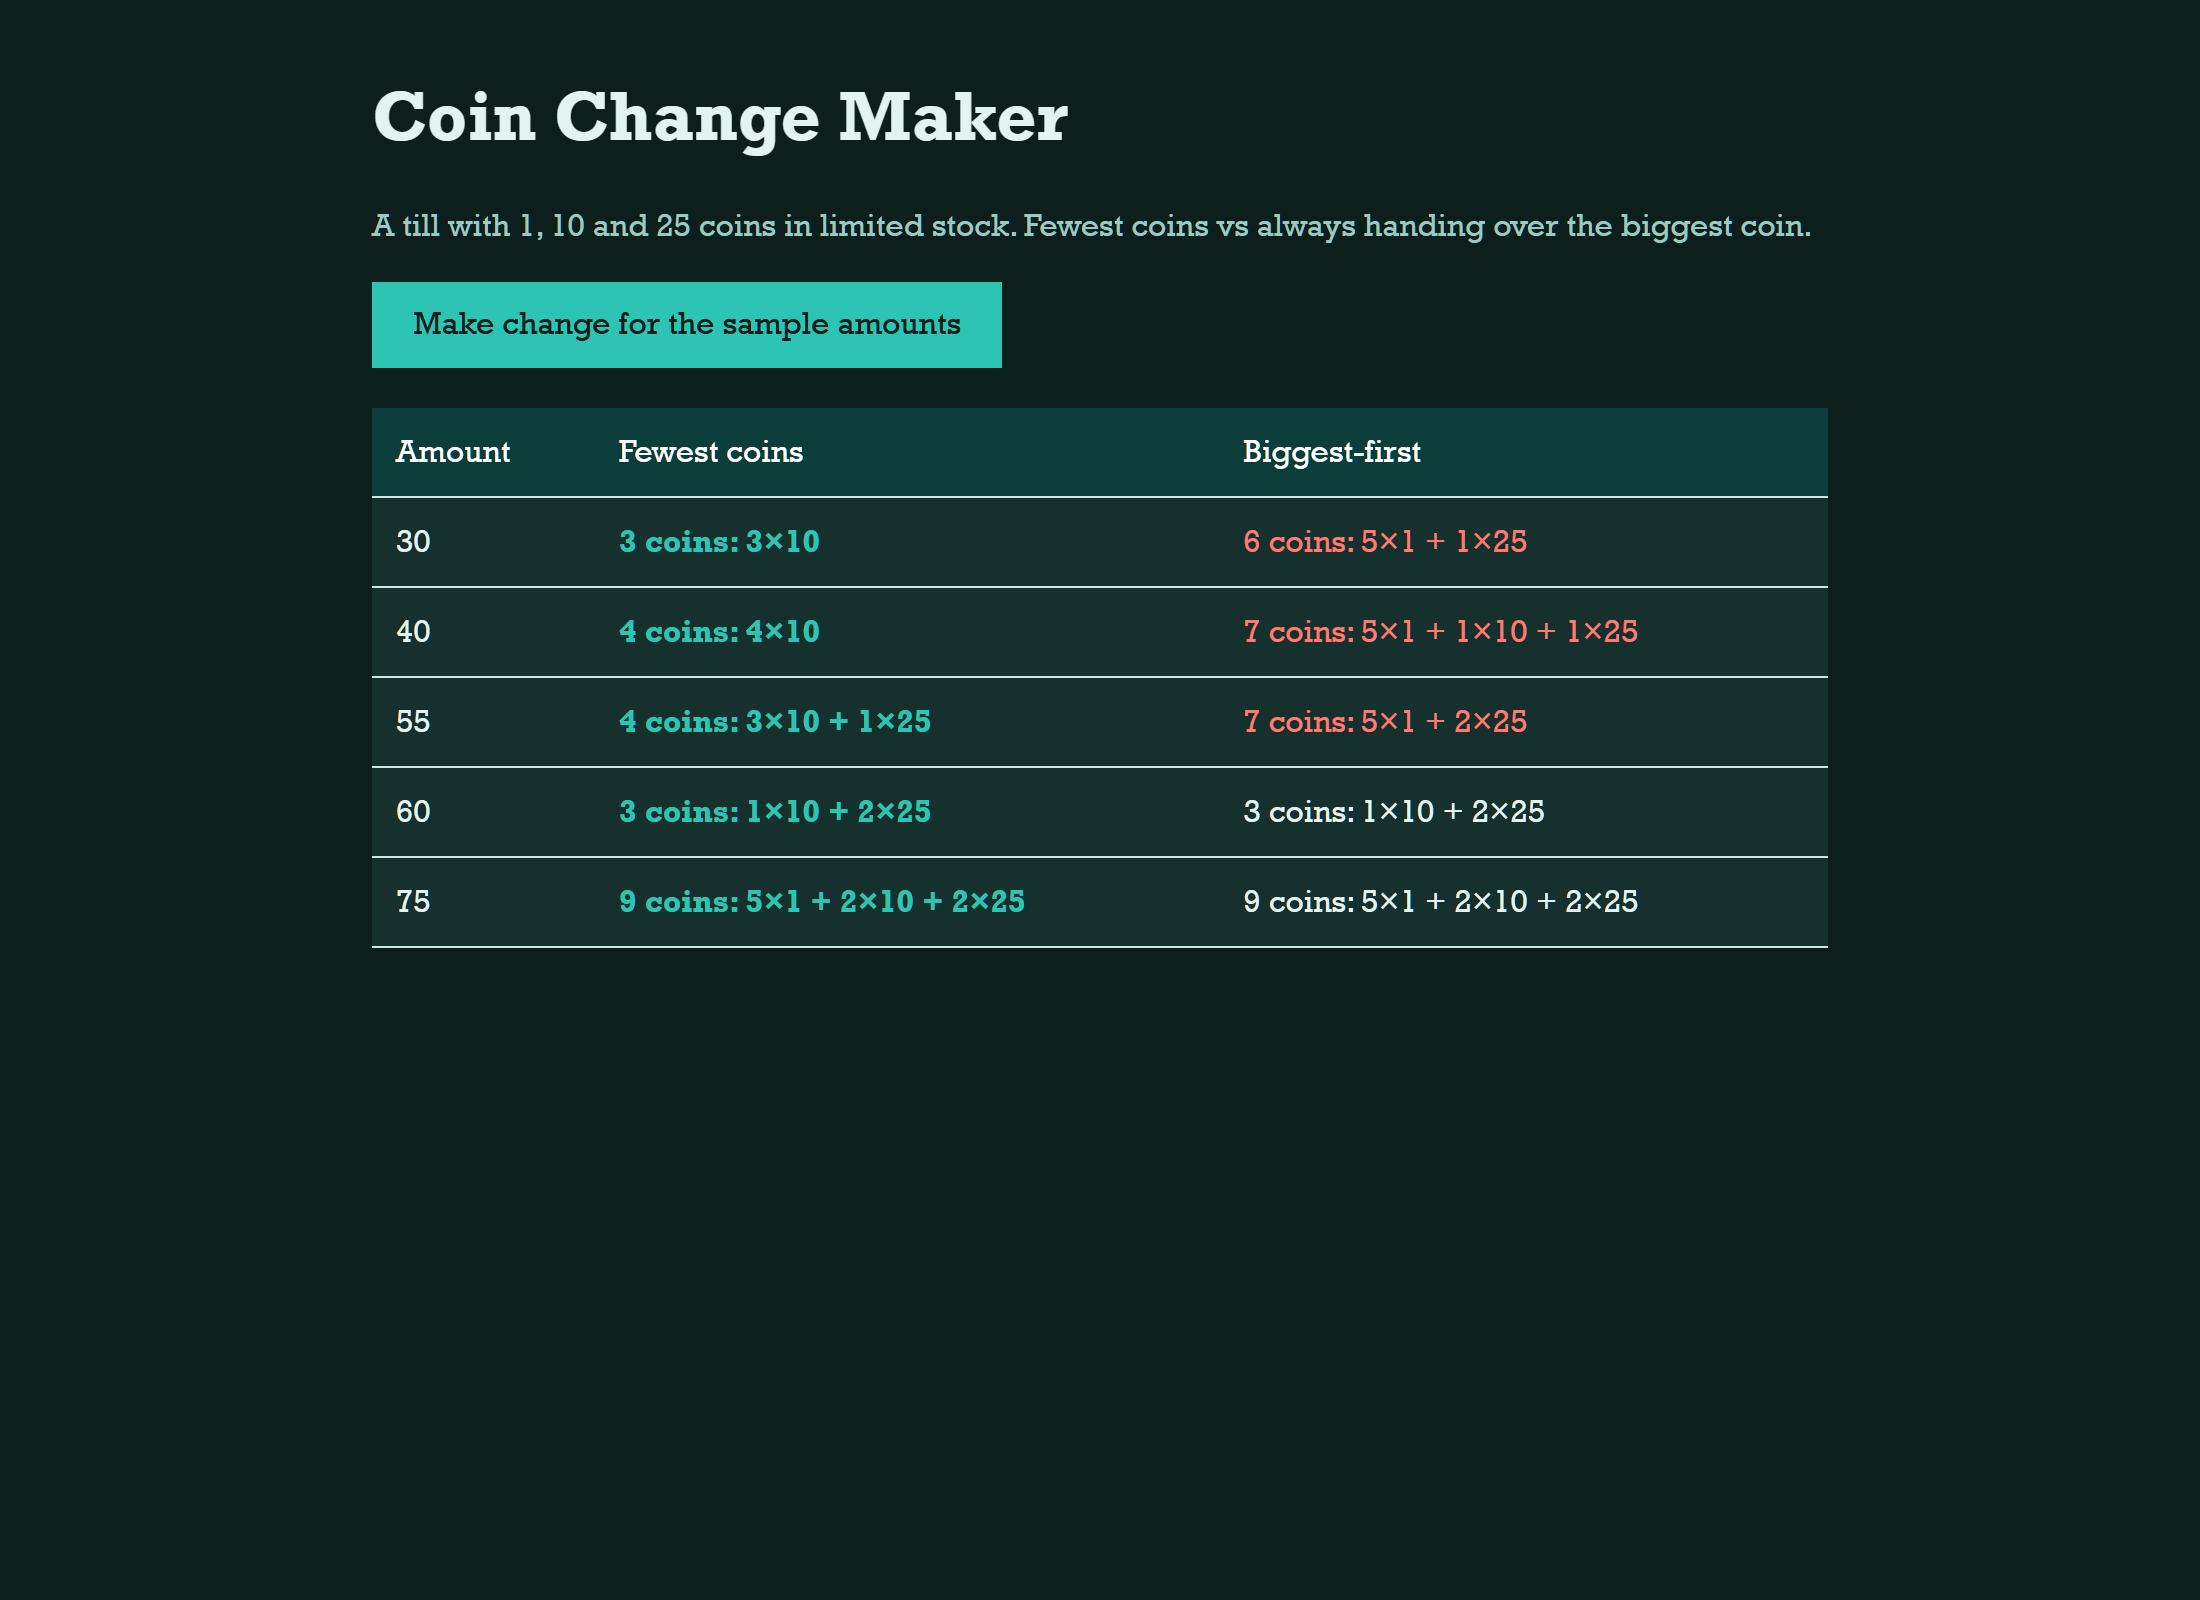 Coin Change Maker
A till with 1, 10 and 25 coins in limited stock. Fewest coins vs always handing over the biggest coin.
Make change for the sample amounts
Amount Fewest coins Biggest-first
30 3 coins: 3×10 6 coins: 5×1 + 1×25
40 4 coins: 4×10 7 coins: 5×1 + 1×10 + 1×25
55 4 coins: 3×10 + 1×25 7 coins: 5×1 + 2×25
60 3 coins: 1×10 + 2×25 3 coins: 1×10 + 2×25
75 9 coins: 5×1 + 2×10 + 2×25 9 coins: 5×1 + 2×10 + 2×25